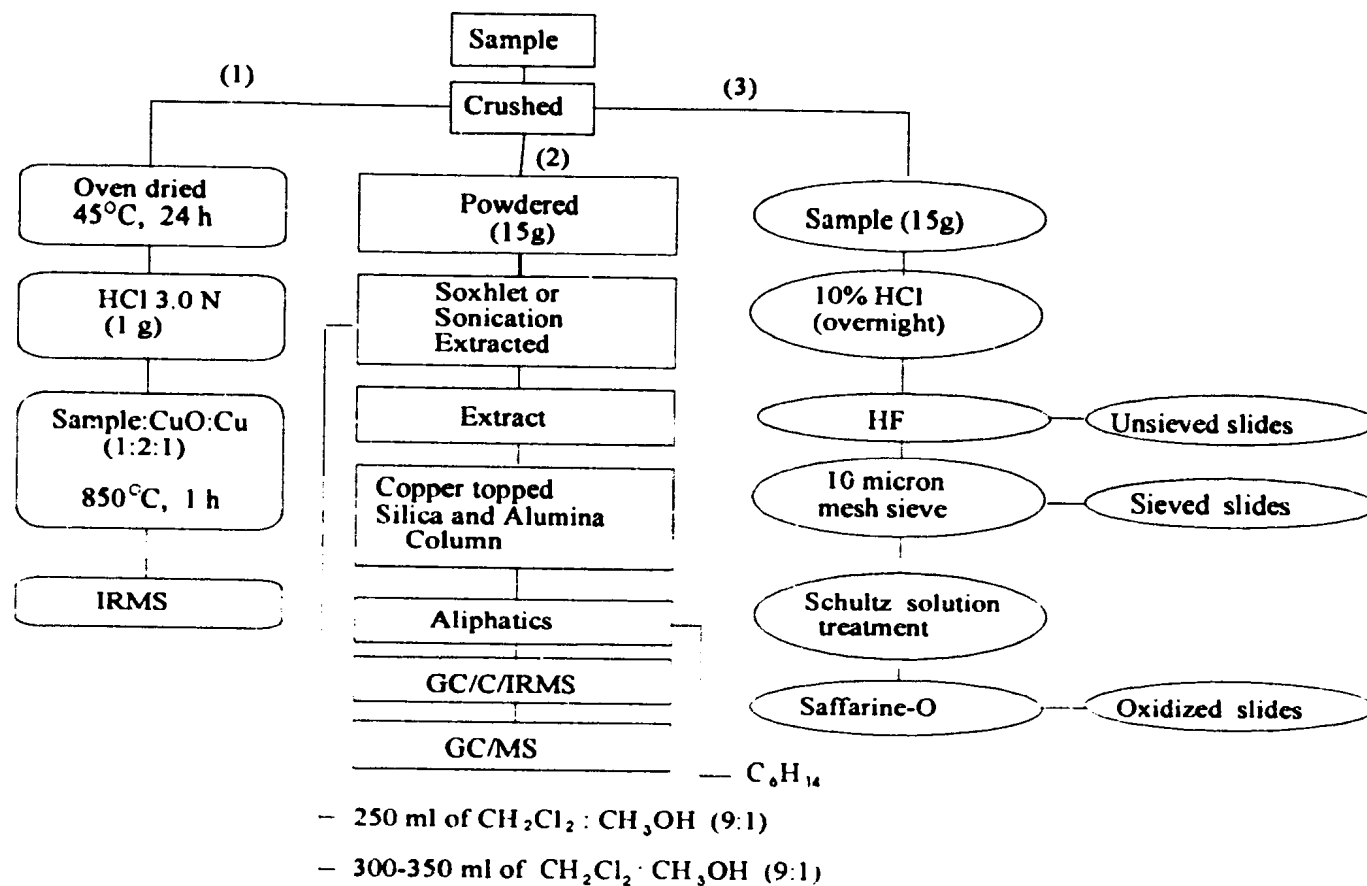 Sample
Crushed
(1)
Oven dried
45°C, 24 h
HCl 3.0 N
(1 g)
Sample:CuO:Cu
(1:2:1)
850°C, 1 h
IRMS
(2)
Powdered
(15g)
Soxhlet or
Sonication
Extracted
Extract
Copper topped
Silica and Alumina
Column
Aliphatics
GC/C/IRMS
GC/MS
(3)
Sample (15g)
10% HCl
(overnight)
HF
Unsieved slides
10 micron
mesh sieve
Sieved slides
Schultz solution
treatment
Saffarine-O
Oxidized slides
— C₆H₁₄
– 250 ml of CH₂Cl₂ : CH₃OH (9:1)
– 300-350 ml of CH₂Cl₂ · CH₃OH (9:1)